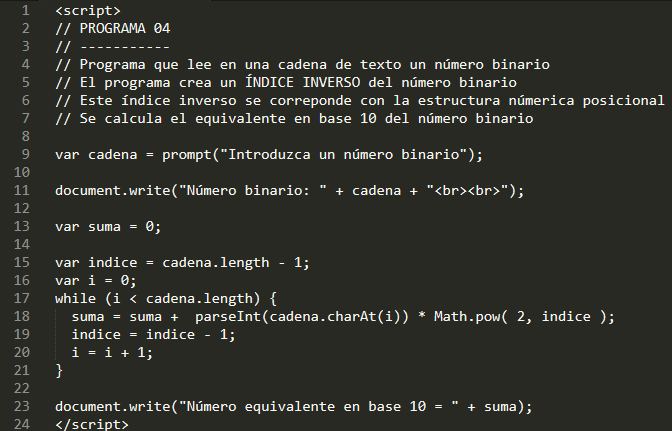 1 <script>
2 // PROGRAMA 04
3 // -----------
4 // Programa que lee en una cadena de texto un número binario
5 // El programa crea un ÍNDICE INVERSO del número binario
6 // Este índice inverso se correponde con la estructura númerica posicional
7 // Se calcula el equivalente en base 10 del número binario
8
9 var cadena = prompt("Introduzca un número binario");
10
11 document.write("Número binario: " + cadena + "<br><br>");
12
13 var suma = 0;
14
15 var indice = cadena.length - 1;
16 var i = 0;
17 while (i < cadena.length) {
18   suma = suma +  parseInt(cadena.charAt(i)) * Math.pow( 2, indice );
19   indice = indice - 1;
20   i = i + 1;
21 }
22
23 document.write("Número equivalente en base 10 = " + suma);
24 </script>